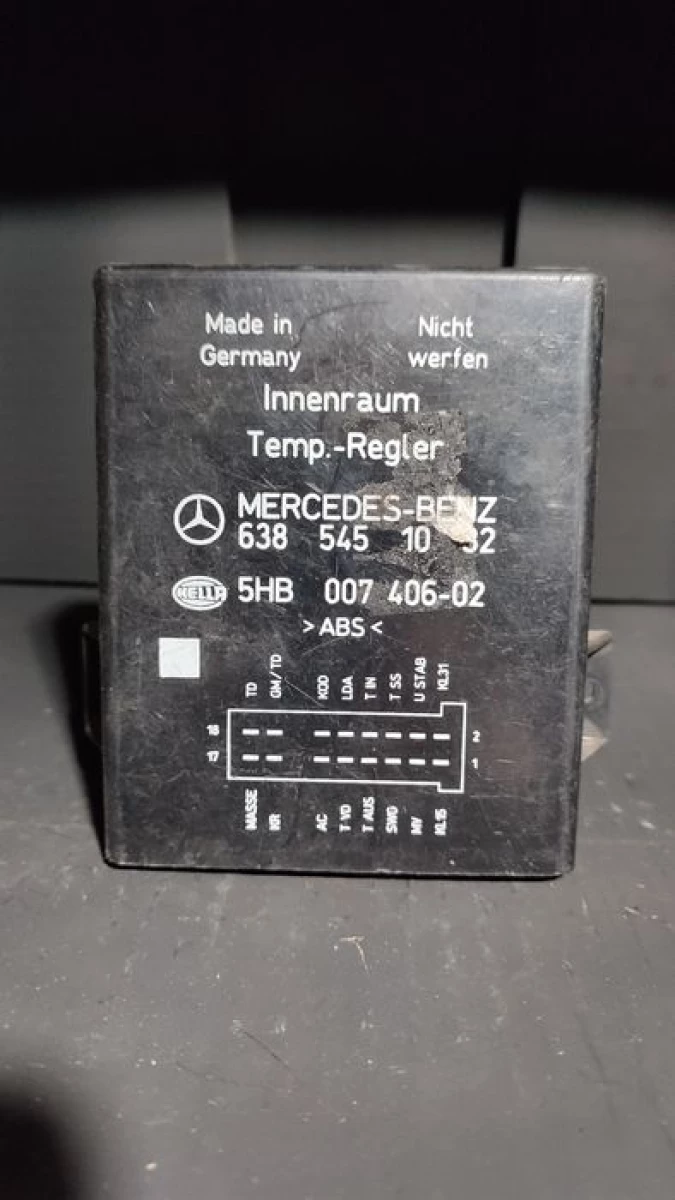 Made in Nicht
Germany werfen
Innenraum
Temp.-Regler
MERCEDES-BENZ
638 545 10 32
HELLA 5HB 007 406-02
>ABS<
TD GM/TD KOD LDA T IN T SS U STAB KL31
18 2
17 1
MASSE KR AC T-VD T AUS SWG MV KL15